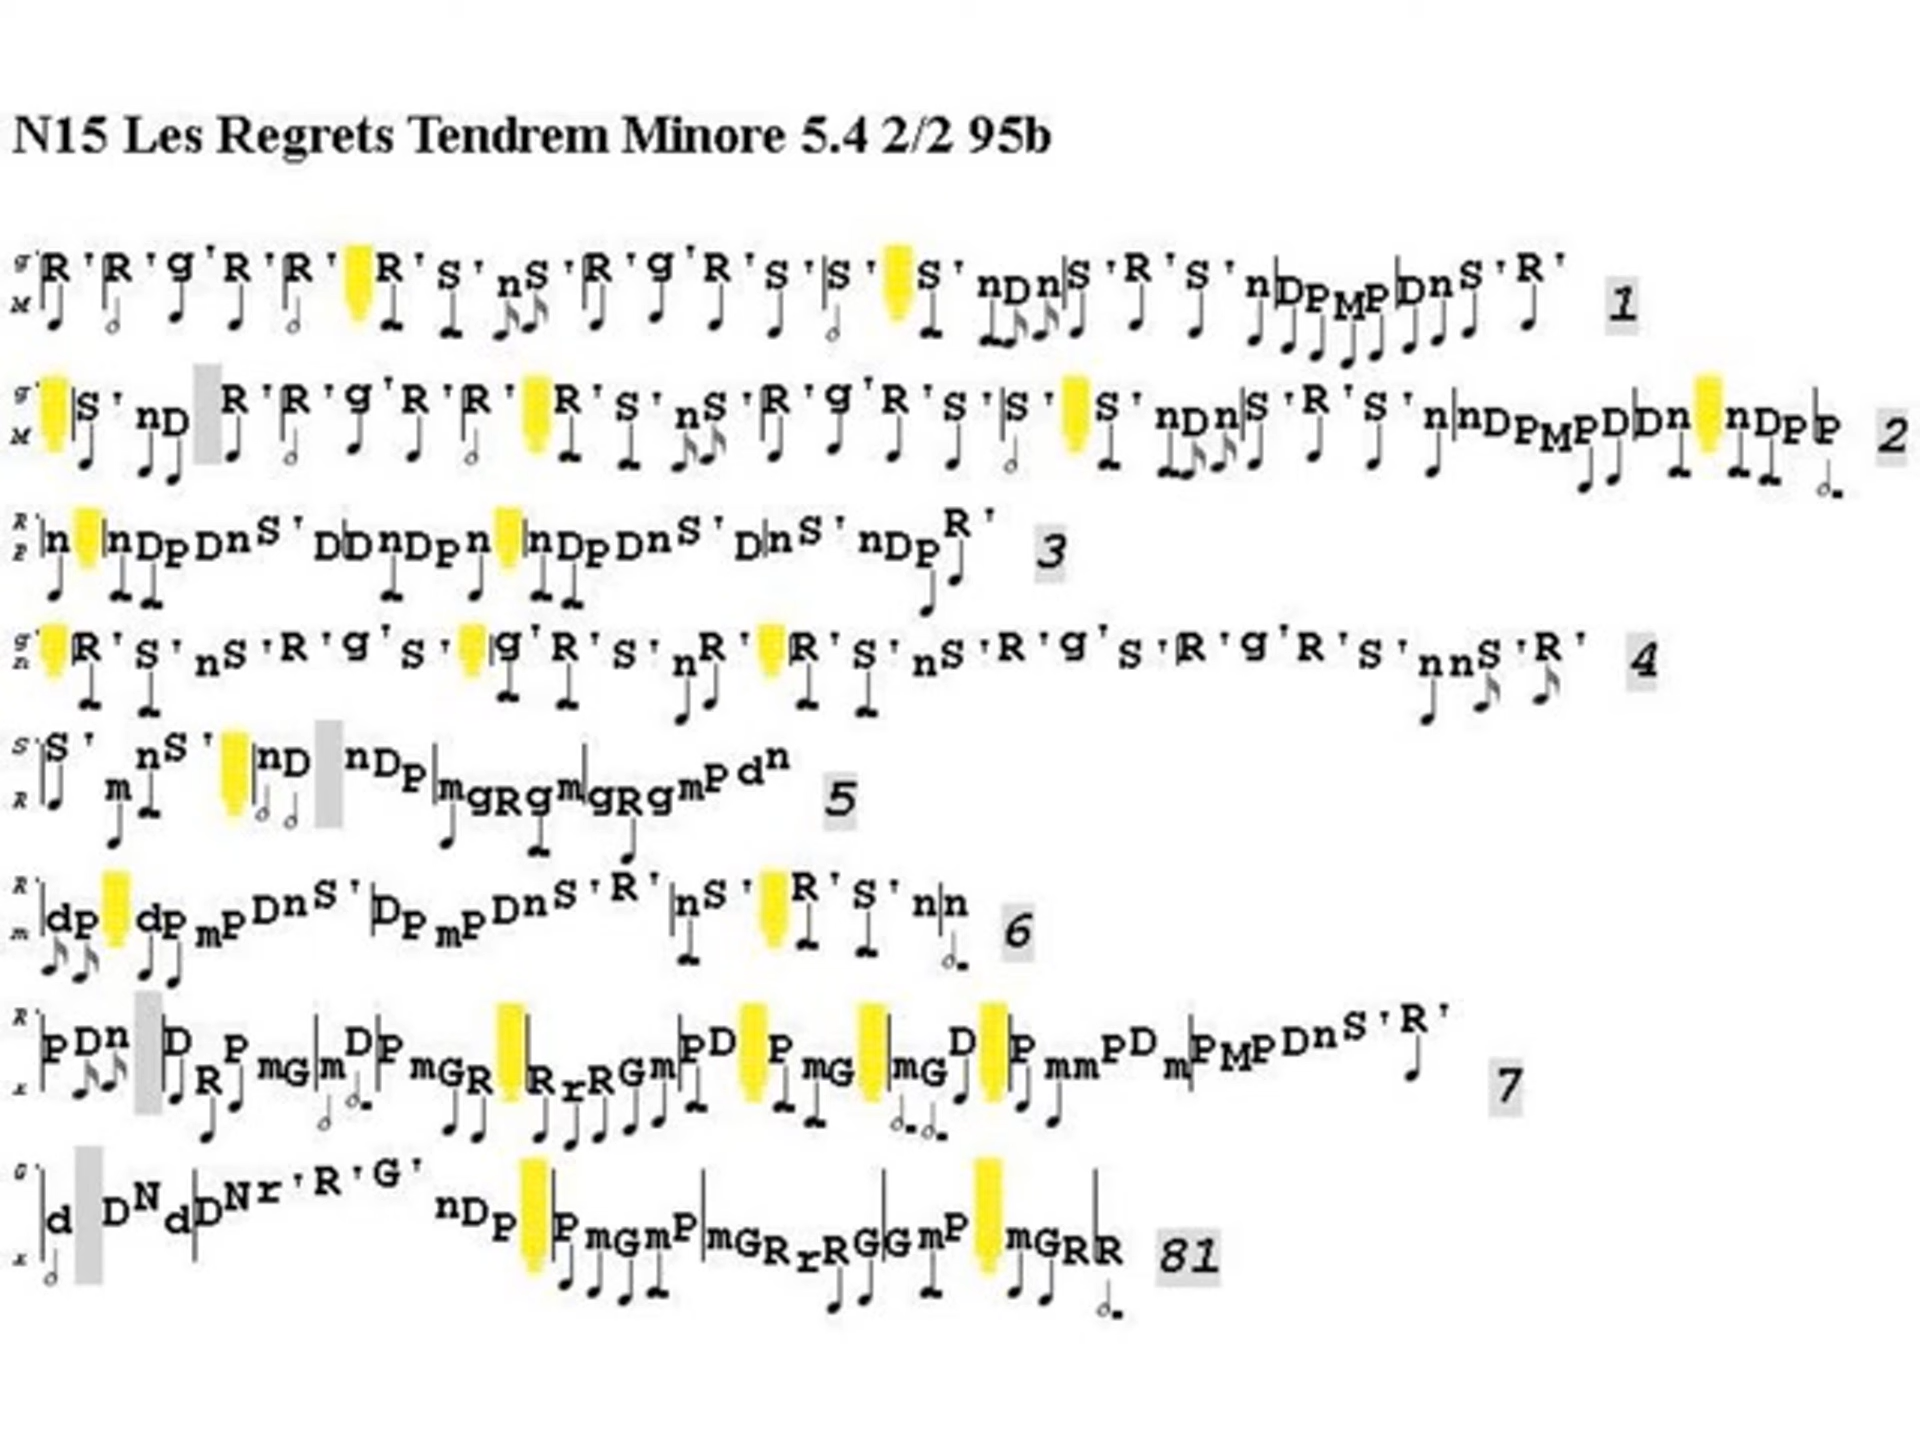 N15 Les Regrets Tendrem Minore 5.4 2/2 95b
g' M R' R' g' R' R' R' S' nS' R' g' R' S' S' S' nDnS' R' S' nDPMPDnS' R' 1
g' M S' nD R' R' g' R' R' R' S' nS' R' g' R' S' S' S' nDnS' R' S' nnDPMPDDn nDPP 2
R' P n nDPDnS' DDnDPn nDPDnS' DnS' nDPR' 3
g' n R' S' nS' R' g' S' g' R' S' nR' R' S' nS' R' g' S' R' g' R' S' nnS' R' 4
S' R S' mnS' nD nDPmgRgmgRgmPdn 5
R' m dP dPmPDnS' DPmPDnS' R' nS' R' S' nn 6
R' r PDn DRPmGmDPmGR RrRGmPD PmG mGD PmmPDmPMPDnS' R' 7
G' r d DNdDNr' R' G' nDP PmGmPmGRrRGGmP mGRR 81